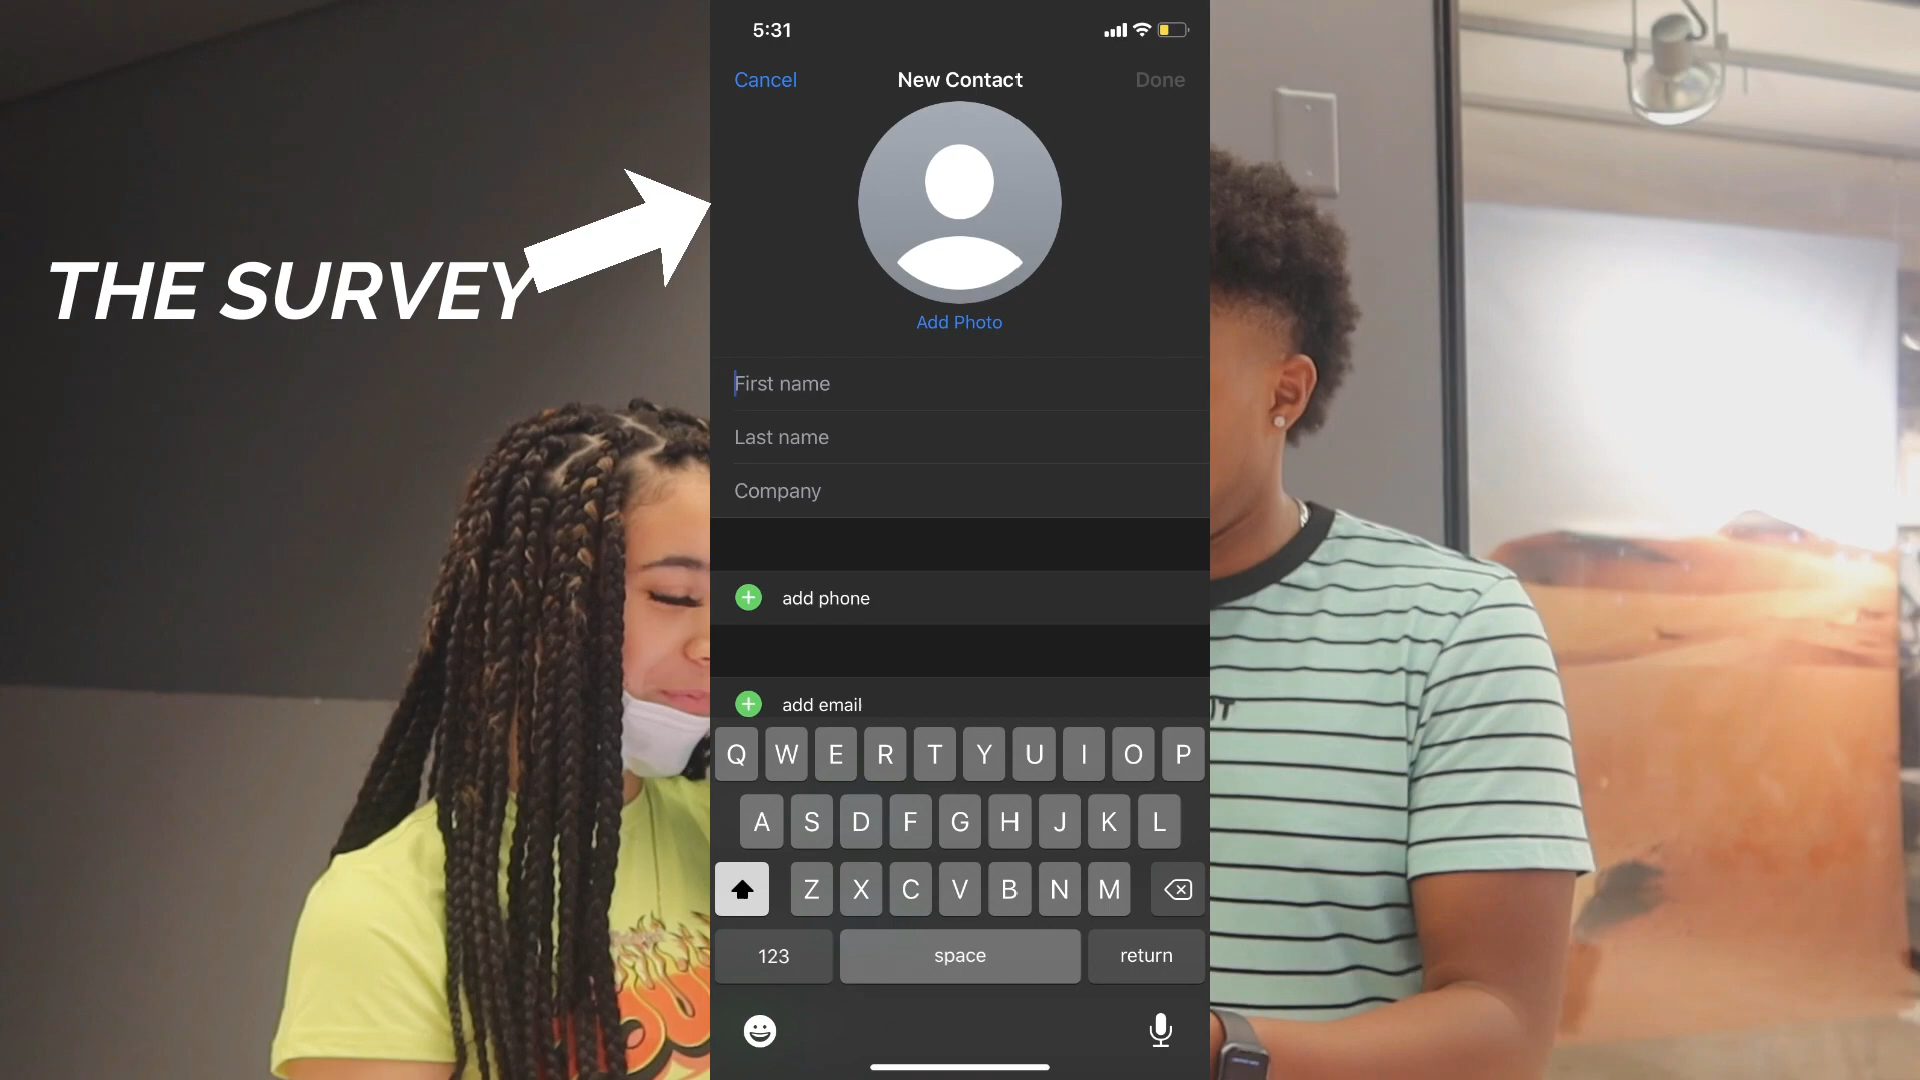 5:31
Cancel New Contact Done
THE SURVEY
Add Photo
First name
Last name
Company
add phone
add email
Q W E R T Y U I O P
A S D F G H J K L
Z X C V B N M
123 space return